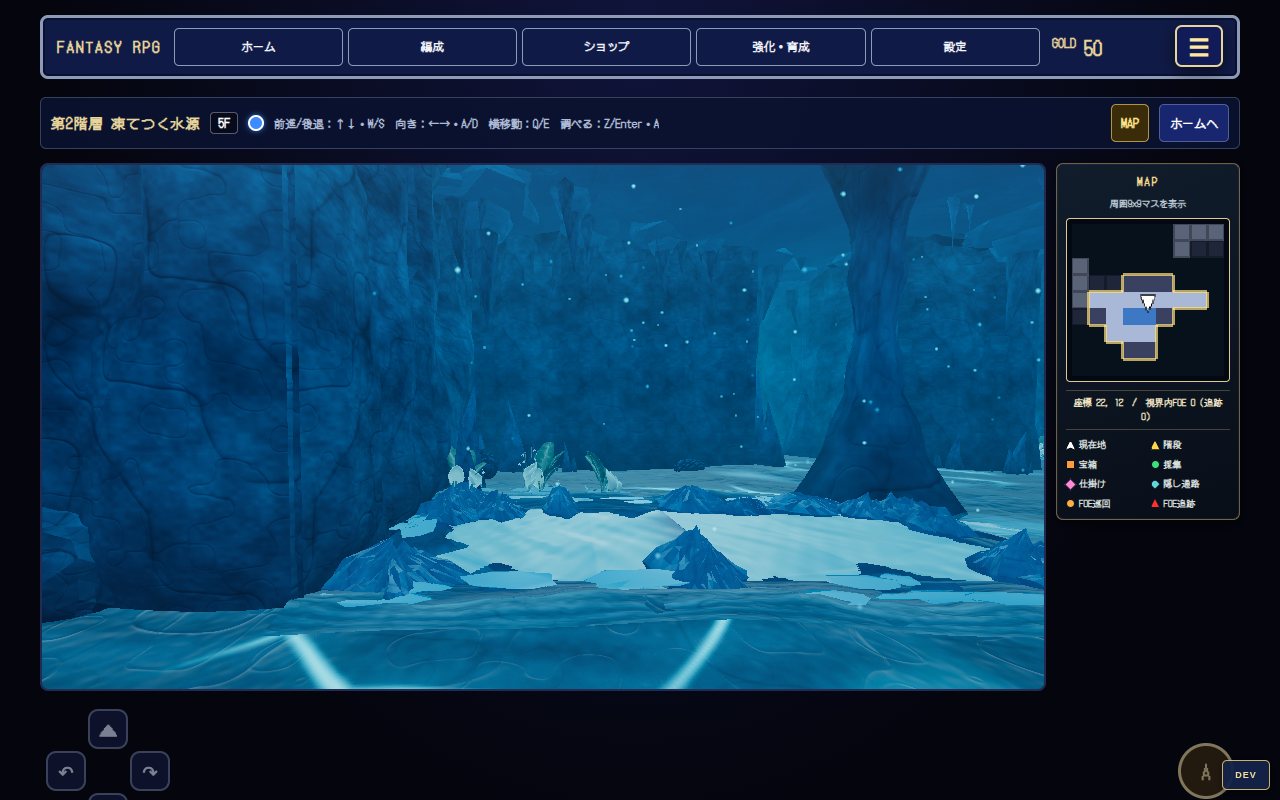 FANTASY RPG
ホーム
編成
ショップ
強化・育成
設定
GOLD 50
第2階層 凍てつく水源
5F
前進/後退：↑↓・W/S 向き：←→・A/D 横移動：Q/E 調べる：Z/Enter・A
MAP
ホームへ
MAP
周囲9x9マスを表示
座標 22, 12 / 視界内FOE 0（追跡
0）
現在地
階段
宝箱
採集
仕掛け
隠し通路
FOE巡回
FOE追跡
A
DEV